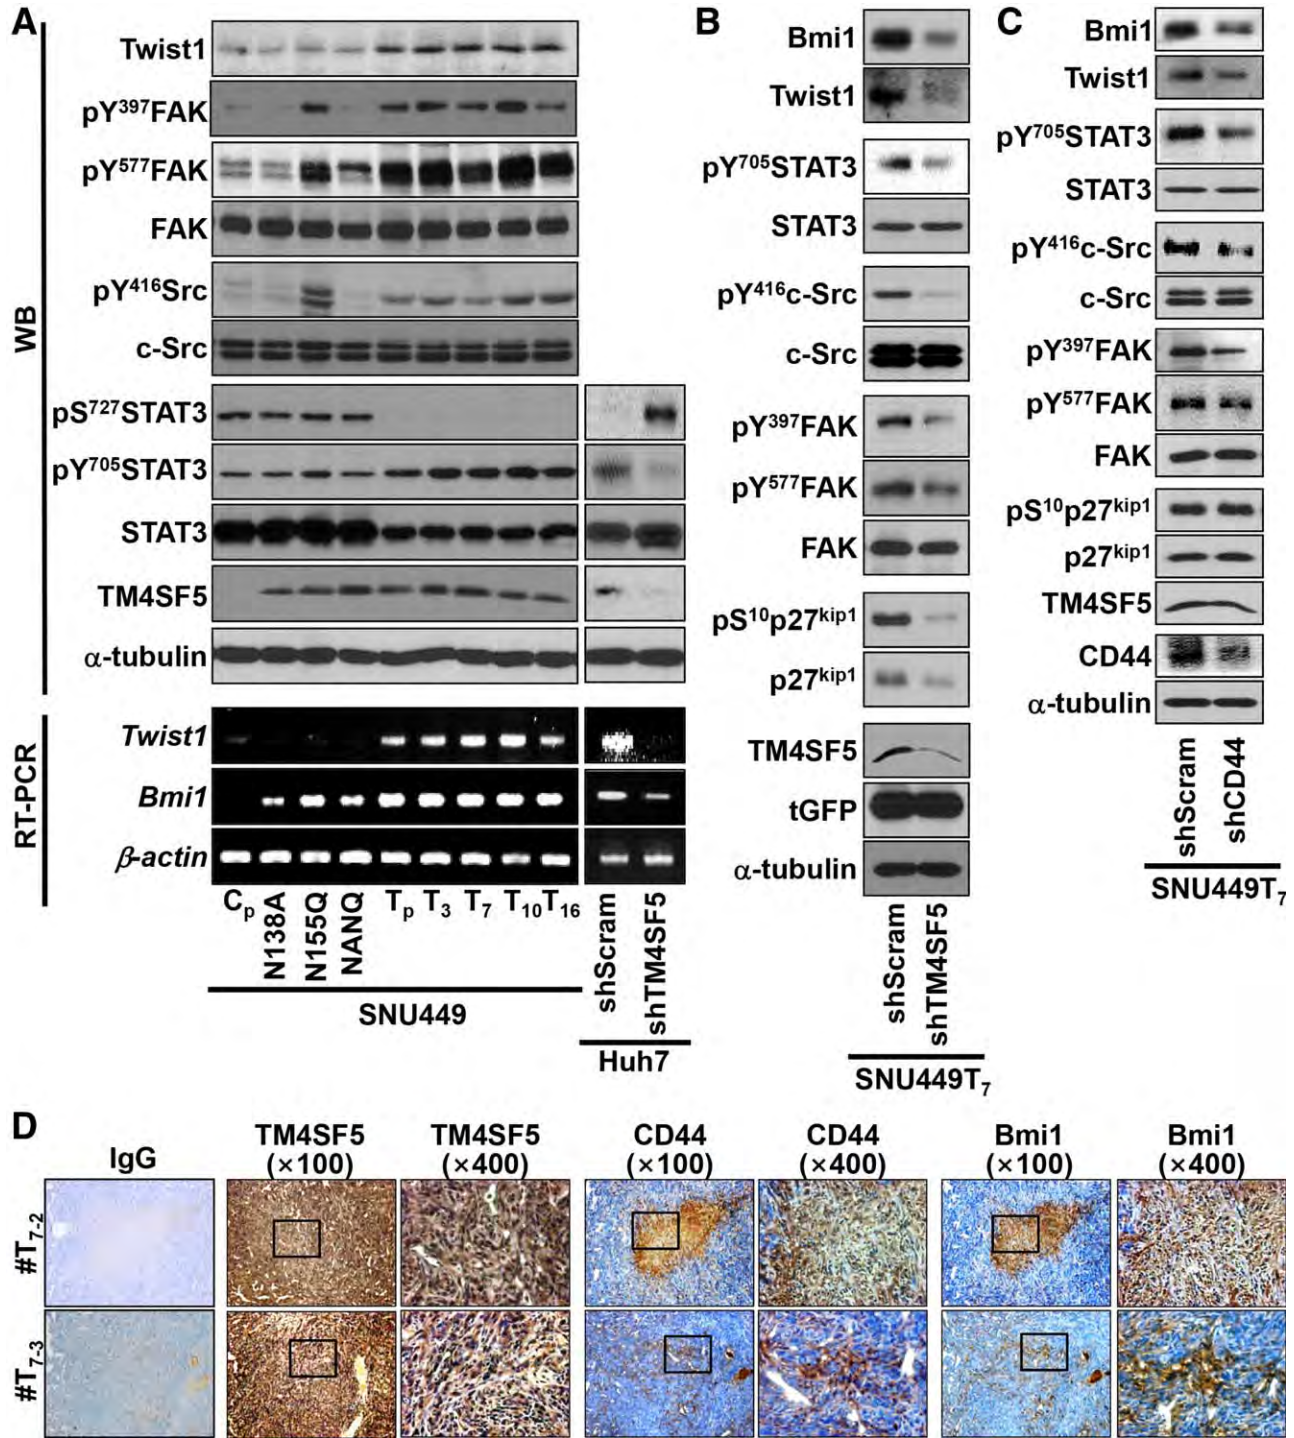 A
WB
Twist1
pY³⁹⁷FAK
pY⁵⁷⁷FAK
FAK
pY⁴¹⁶Src
c-Src
pS⁷²⁷STAT3
pY⁷⁰⁵STAT3
STAT3
TM4SF5
α-tubulin
RT-PCR
Twist1
Bmi1
β-actin
Cₚ N138A N155Q NANQ Tₚ T₃ T₇ T₁₀ T₁₆
SNU449
shScram shTM4SF5
Huh7
B
Bmi1
Twist1
pY⁷⁰⁵STAT3
STAT3
pY⁴¹⁶c-Src
c-Src
pY³⁹⁷FAK
pY⁵⁷⁷FAK
FAK
pS¹⁰p27ᵏⁱᵖ¹
p27ᵏⁱᵖ¹
TM4SF5
tGFP
α-tubulin
shScram shTM4SF5
SNU449T₇
C
Bmi1
Twist1
pY⁷⁰⁵STAT3
STAT3
pY⁴¹⁶c-Src
c-Src
pY³⁹⁷FAK
pY⁵⁷⁷FAK
FAK
pS¹⁰p27ᵏⁱᵖ¹
p27ᵏⁱᵖ¹
TM4SF5
CD44
α-tubulin
shScram shCD44
SNU449T₇
D
IgG TM4SF5 TM4SF5 CD44 CD44 Bmi1 Bmi1
(×100) (×400) (×100) (×400) (×100) (×400)
#T₇₋₂
#T₇₋₃